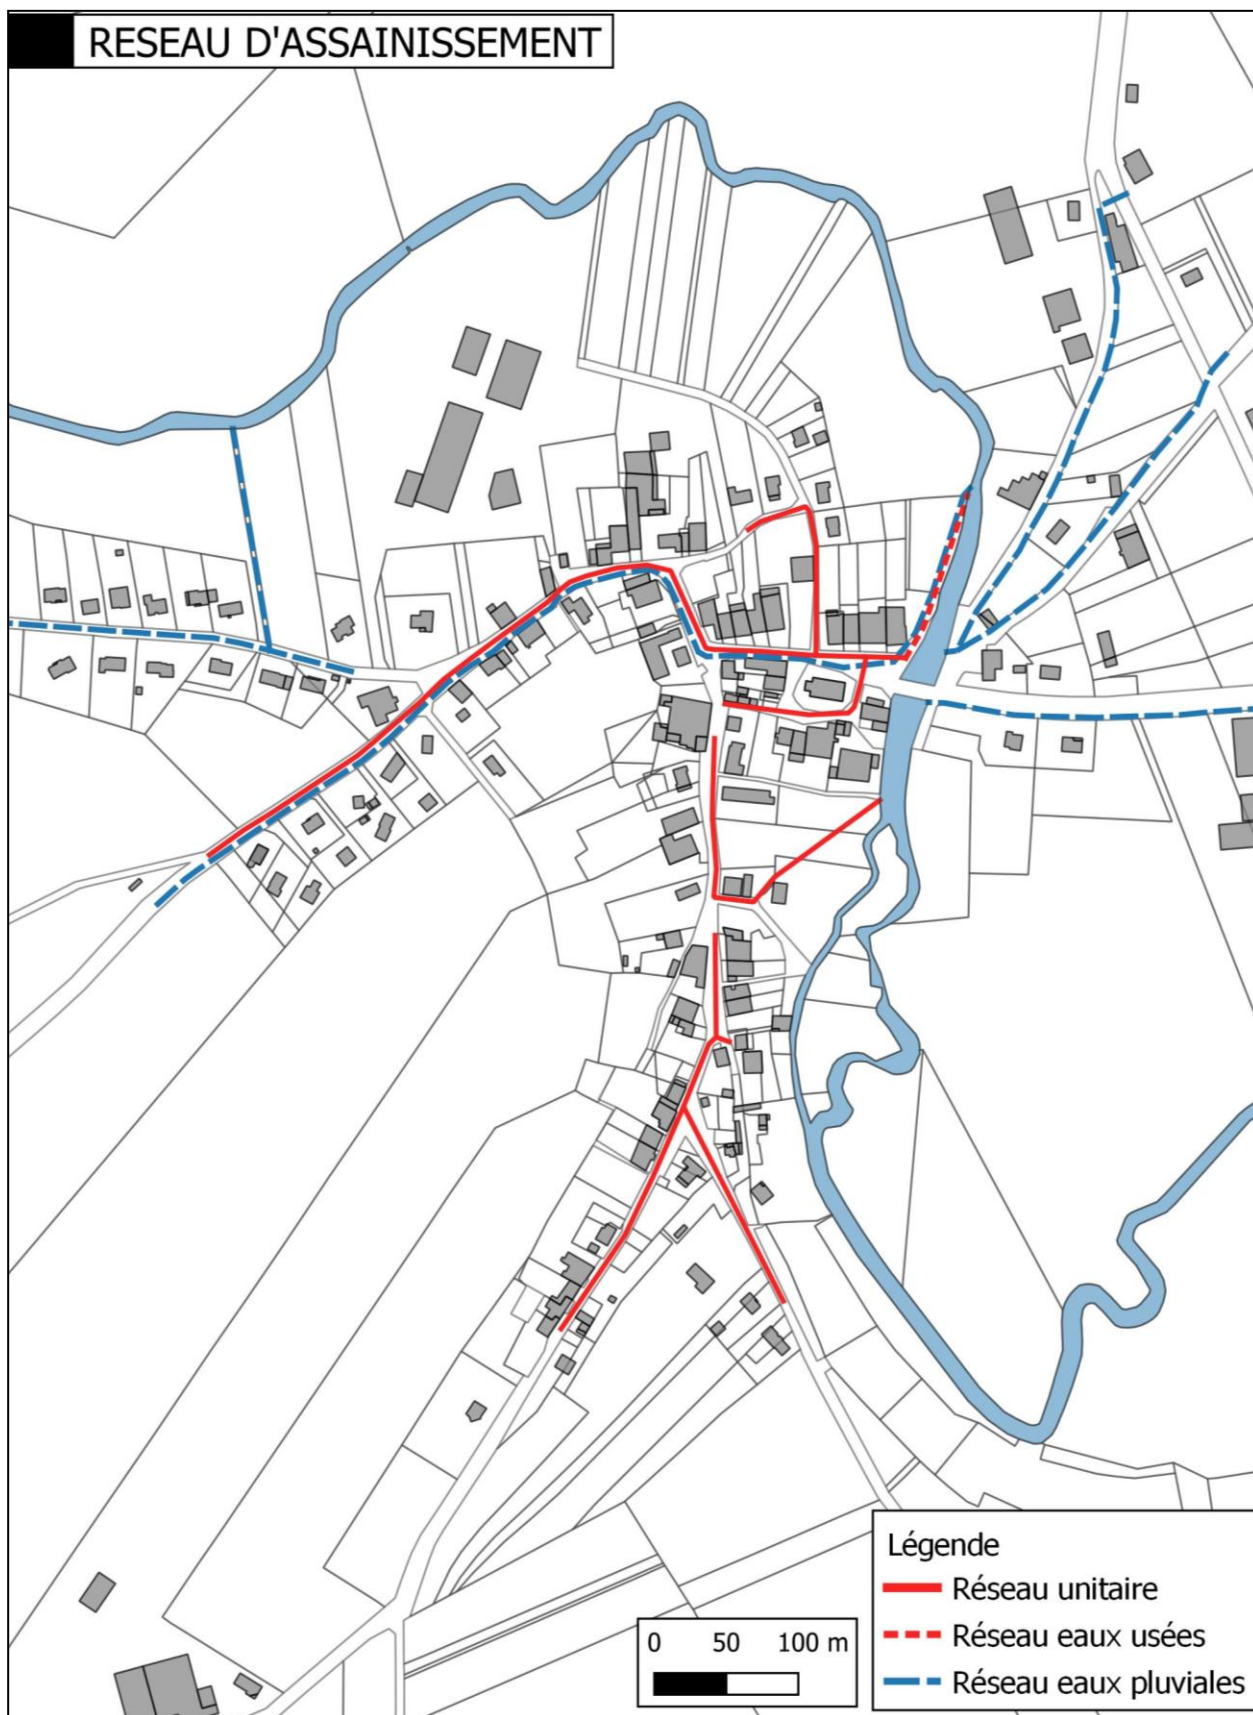 RESEAU D'ASSAINISSEMENT
Légende
Réseau unitaire
Réseau eaux usées
Réseau eaux pluviales
0 50 100 m